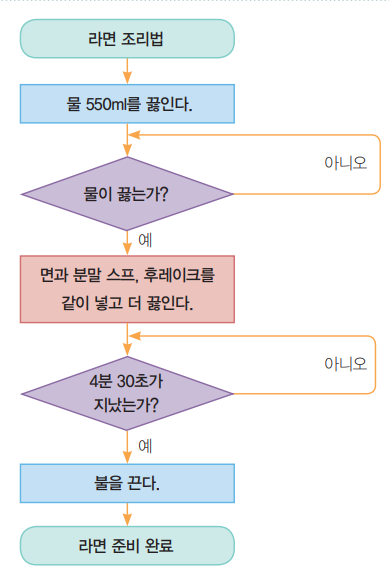 라면 조리법
물 550ml를 끓인다.
아니오
물이 끓는가?
예
면과 분말 스프, 후레이크를
같이 넣고 더 끓인다.
아니오
4분 30초가
지났는가?
예
불을 끈다.
라면 준비 완료